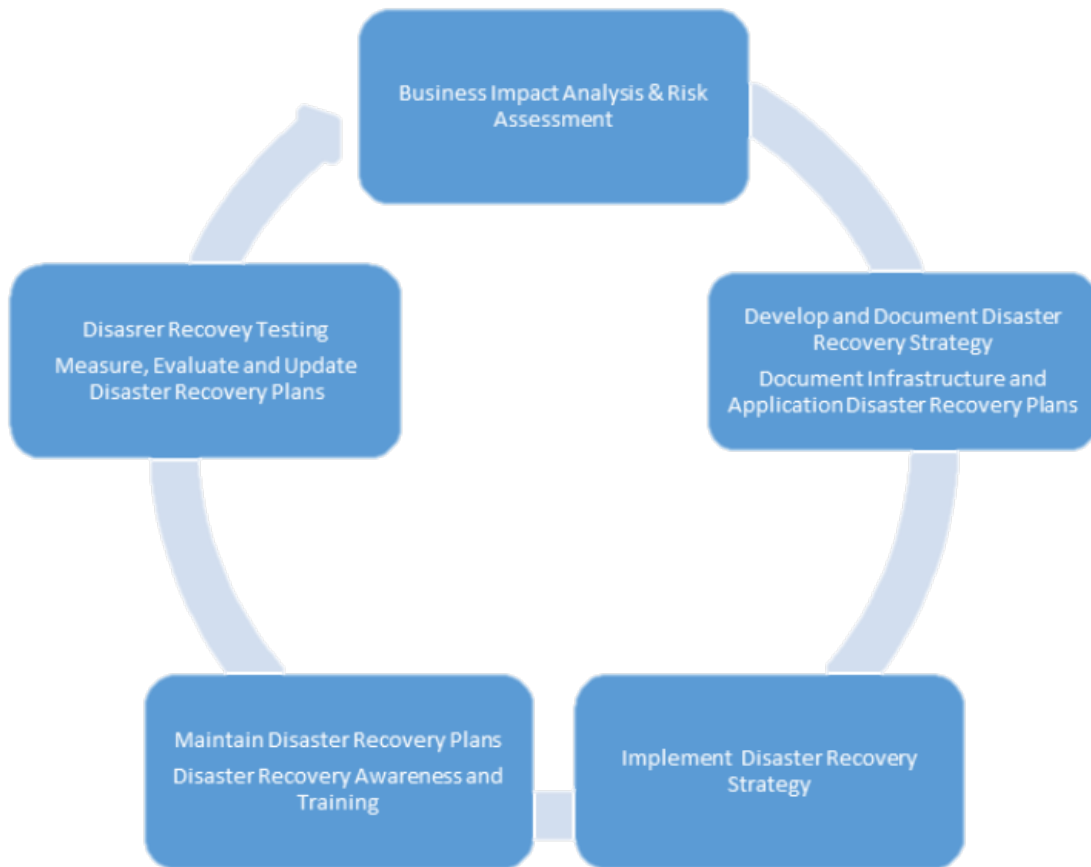 Business Impact Analysis & Risk
Assessment
Develop and Document Disaster
Recovery Strategy
Document Infrastructure and
Application Disaster Recovery Plans
Implement Disaster Recovery
Strategy
Maintain Disaster Recovery Plans
Disaster Recovery Awareness and
Training
Disasrer Recovey Testing
Measure, Evaluate and Update
Disaster Recovery Plans